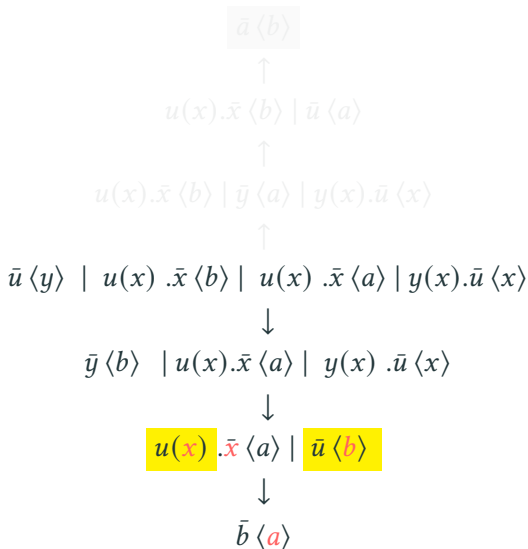 ā ⟨b⟩
↑
u(x).x̄ ⟨b⟩ | ū ⟨a⟩
↑
u(x).x̄ ⟨b⟩ | ȳ ⟨a⟩ | y(x).ū ⟨x⟩
↑
ū ⟨y⟩ | u(x) .x̄ ⟨b⟩ | u(x) .x̄ ⟨a⟩ | y(x).ū ⟨x⟩
↓
ȳ ⟨b⟩ | u(x).x̄ ⟨a⟩ | y(x) .ū ⟨x⟩
↓
u(x) .x̄ ⟨a⟩ | ū ⟨b⟩
↓
b̄ ⟨a⟩